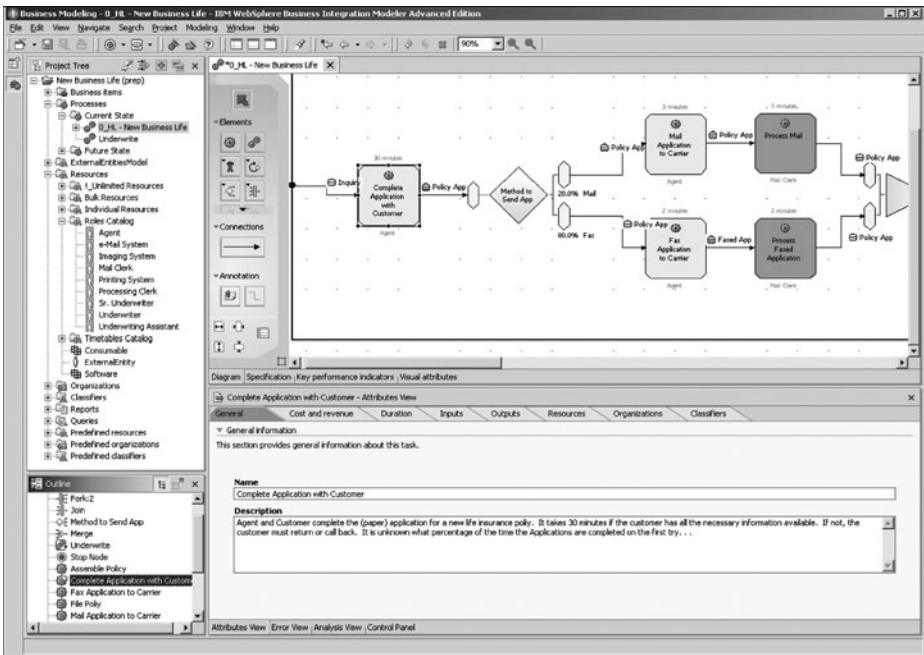 Business Modeling - 0_HL - New Business Life - IBM WebSphere Business Integration Modeler Advanced Edition
File Edit View Navigate Search Project Modeling Window Help
90%
Project Tree
New Business Life (prep)
Business items
Processes
Current State
0_HL - New Business Life
Underwrite
Future State
ExternalEntitiesModel
Resources
!_Unlimited Resources
Bulk Resources
Individual Resources
Roles Catalog
Agent
e-Mail System
Imaging System
Mail Clerk
Printing System
Processing Clerk
Sr. Underwriter
Underwriter
Underwriting Assistant
Timetables Catalog
Consumable
ExternalEntity
Software
Organizations
Classifiers
Reports
Queries
Predefined resources
Predefined organizations
Predefined classifiers
Outline
Fork:2
Join
Method to Send App
Merge
Underwrite
Stop Node
Assemble Policy
Complete Application with Custom
Fax Application to Carrier
File Poliy
Mail Application to Carrier
*0_HL - New Business Life
Elements
Connections
Annotation
Inquiry
30 minutes
Complete
Application
with
Customer
Agent
Policy App
Method to
Send App
20.0% Mail
80.0% Fax
Policy App
3 minutes
Mail
Application
to Carrier
Agent
Policy App
5 minutes
Process Mail
Mail Clerk
Policy App
Policy App
2 minutes
Fax
Application
to Carrier
Agent
Faxed App
2 minutes
Process
Faxed
Application
Mail Clerk
Policy App
Diagram Specification Key performance indicators Visual attributes
Complete Application with Customer - Attributes View
General Cost and revenue Duration Inputs Outputs Resources Organizations Classifiers
General information
This section provides general information about this task.
Name
Complete Application with Customer
Description
Agent and Customer complete the (paper) application for a new life insurance poliy. It takes 30 minutes if the customer has all the necessary information available. If not, the
customer must return or call back. It is unknown what percentage of the time the Applications are completed on the first try. . .
Attributes View Error View Analysis View Control Panel